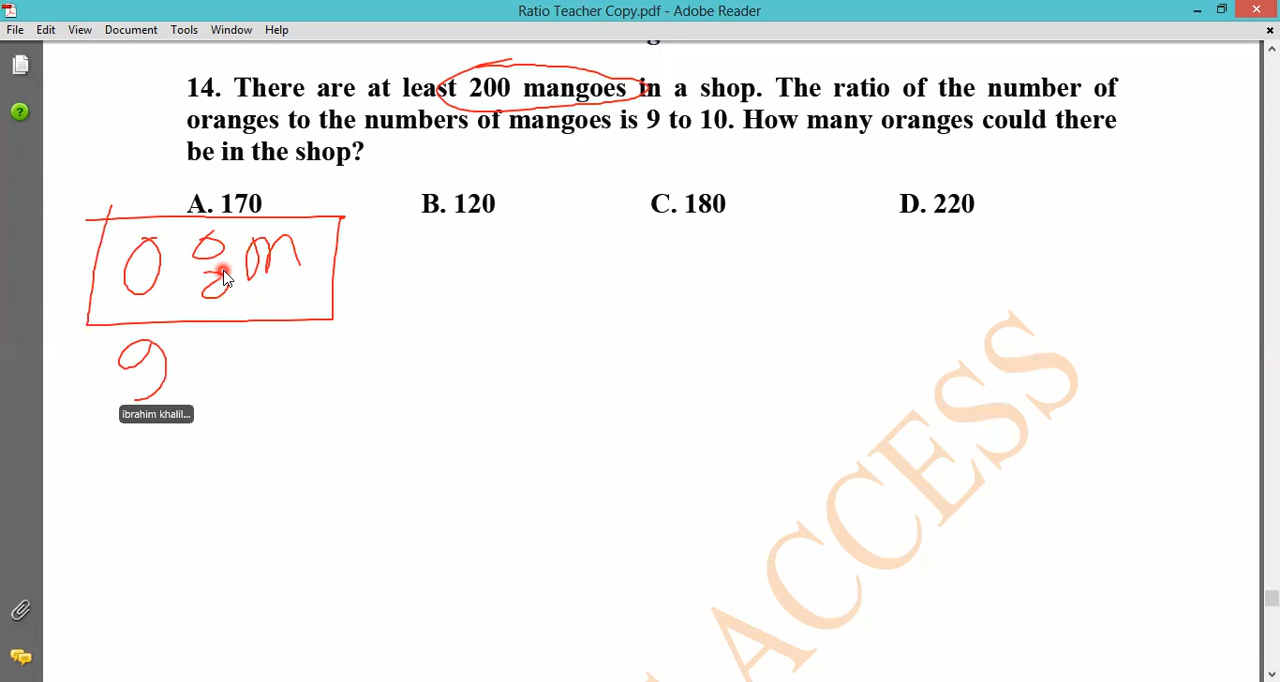 Ratio Teacher Copy.pdf - Adobe Reader
File Edit View Document Tools Window Help
14. There are at least 200 mangoes in a shop. The ratio of the number of
oranges to the numbers of mangoes is 9 to 10. How many oranges could there
be in the shop?
A. 170 B. 120 C. 180 D. 220
O : m
9
ibrahim khalil...
ACCESS